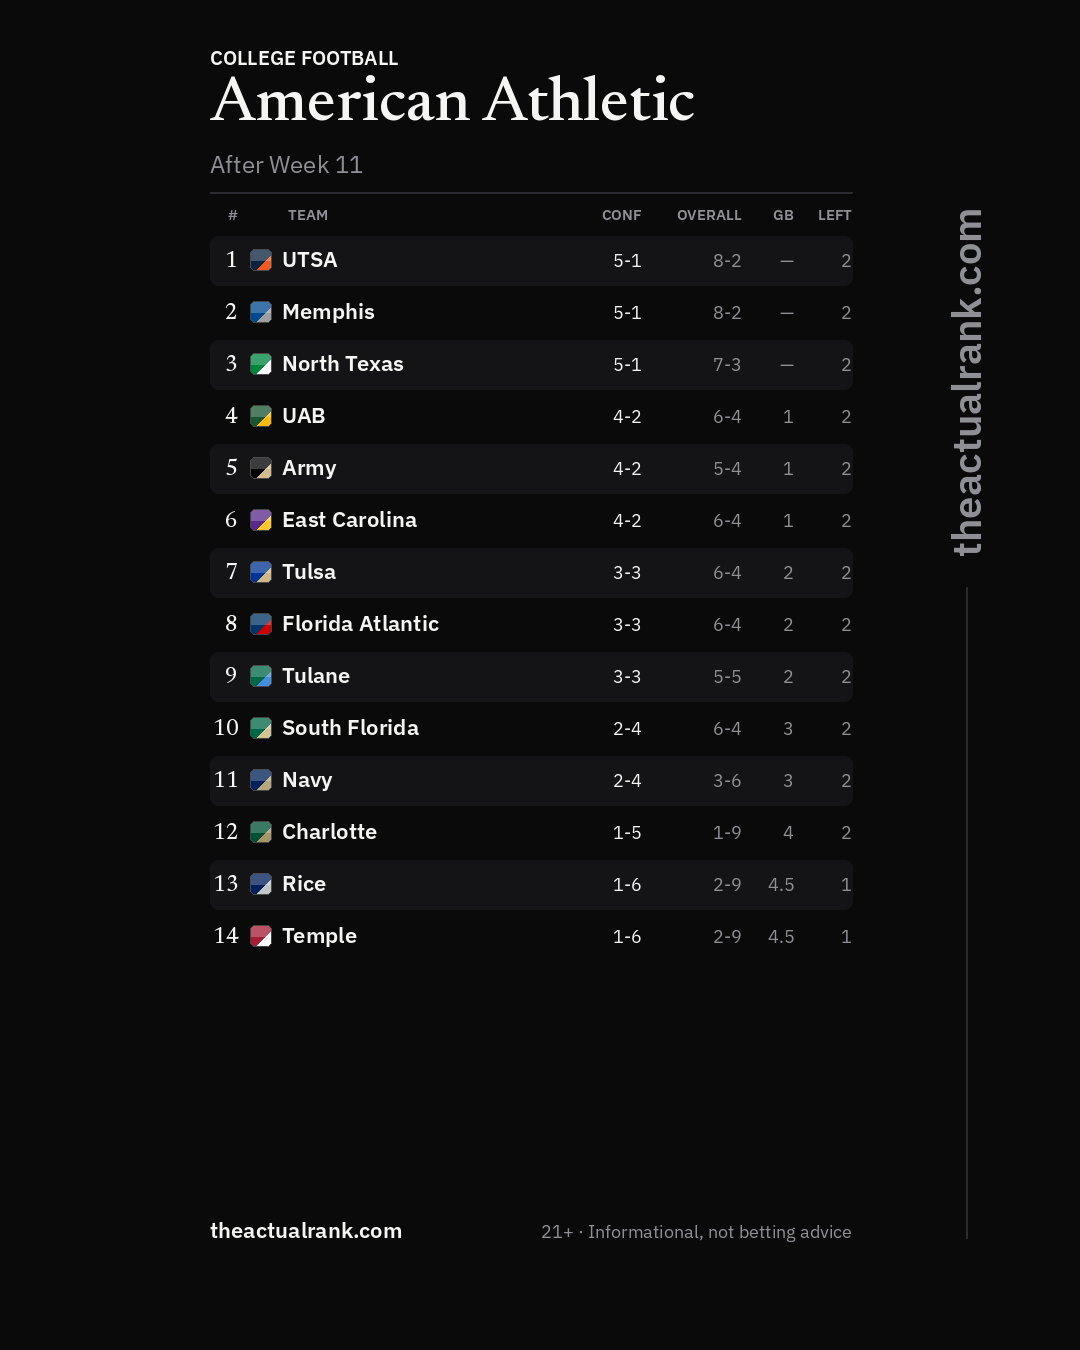 COLLEGE FOOTBALL
American Athletic
After Week 11
# TEAM CONF OVERALL GB LEFT
1 UTSA 5-1 8-2 — 2
2 Memphis 5-1 8-2 — 2
3 North Texas 5-1 7-3 — 2
4 UAB 4-2 6-4 1 2
5 Army 4-2 5-4 1 2
6 East Carolina 4-2 6-4 1 2
7 Tulsa 3-3 6-4 2 2
8 Florida Atlantic 3-3 6-4 2 2
9 Tulane 3-3 5-5 2 2
10 South Florida 2-4 6-4 3 2
11 Navy 2-4 3-6 3 2
12 Charlotte 1-5 1-9 4 2
13 Rice 1-6 2-9 4.5 1
14 Temple 1-6 2-9 4.5 1
theactualrank.com 21+ · Informational, not betting advice
theactualrank.com